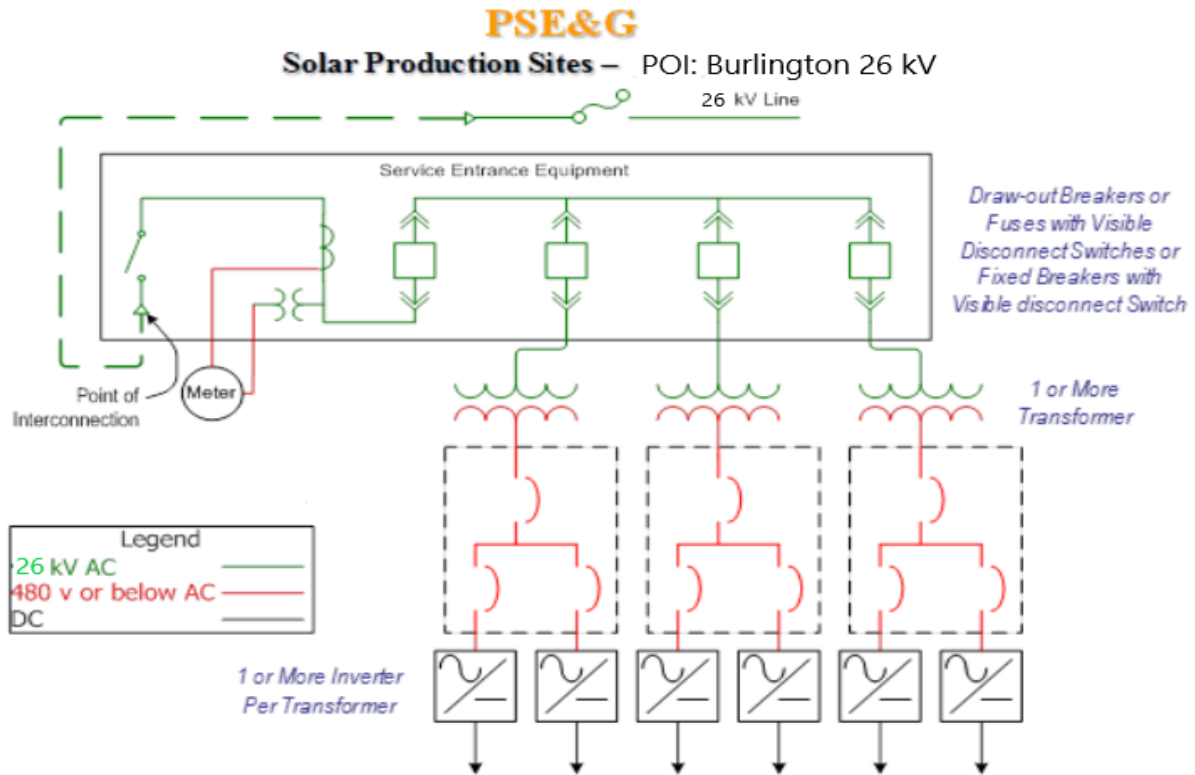 PSE&G
Solar Production Sites – POI: Burlington 26 kV
26 kV Line
Service Entrance Equipment
Draw-out Breakers or
Fuses with Visible
Disconnect Switches or
Fixed Breakers with
Visible disconnect Switch
Point of
Interconnection
Meter
1 or More
Transformer
Legend
26 kV AC
480 v or below AC
DC
1 or More Inverter
Per Transformer